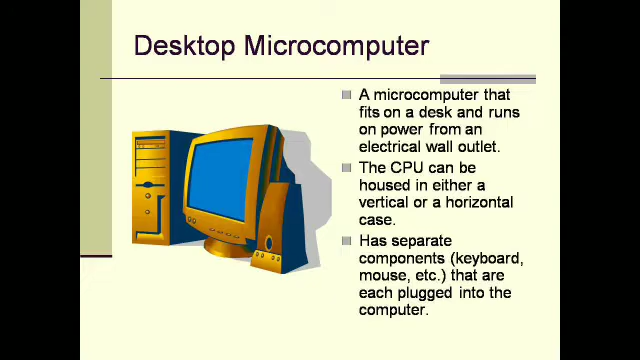 Desktop Microcomputer
A microcomputer that
fits on a desk and runs
on power from an
electrical wall outlet.
The CPU can be
housed in either a
vertical or a horizontal
case.
Has separate
components (keyboard,
mouse, etc.) that are
each plugged into the
computer.